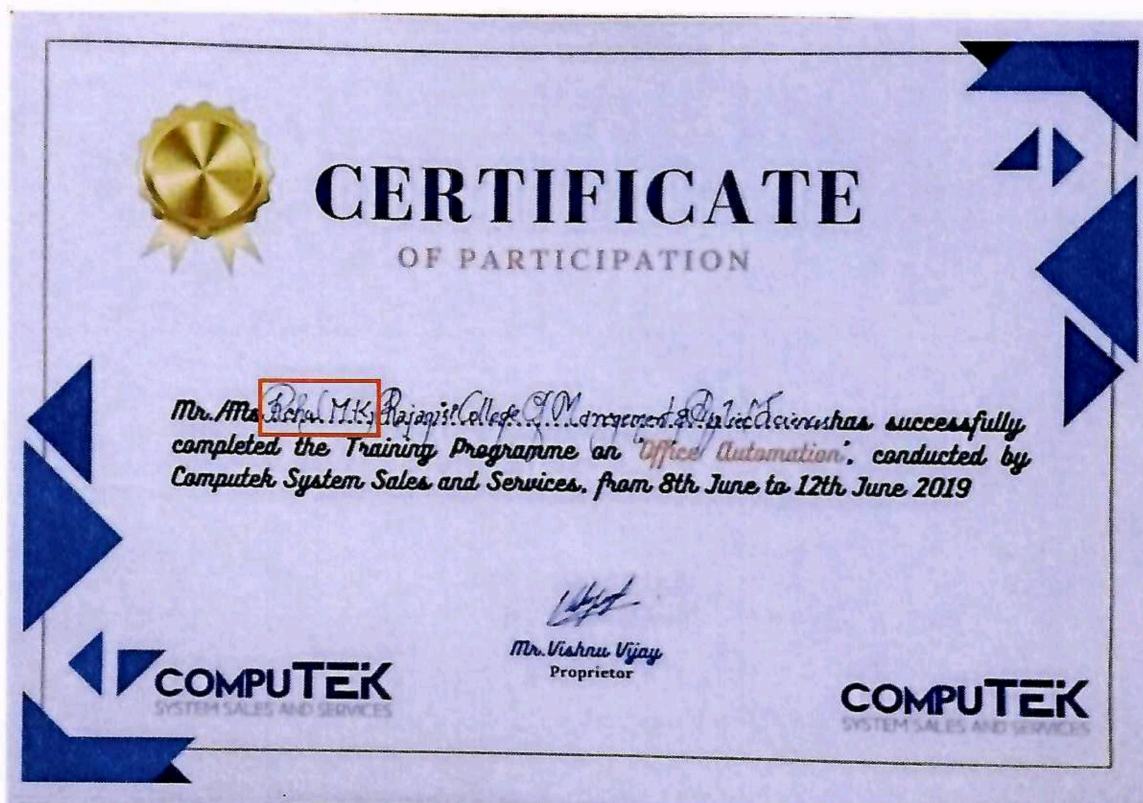 CERTIFICATE
OF PARTICIPATION
Mr./Ms. M.K, Rajagiri College Of Management & Applied Sciences has successfully
completed the Training Programme on 'Office Automation', conducted by
Computek System Sales and Services, from 8th June to 12th June 2019
Mr. Vishnu Vijay
Proprietor
COMPUTEK
SYSTEM SALES AND SERVICES
COMPUTEK
SYSTEM SALES AND SERVICES